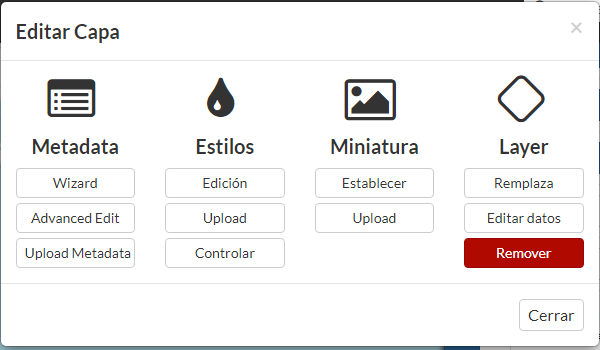 Editar Capa
×
Metadata
Estilos
Miniatura
Layer
Wizard
Edición
Establecer
Remplaza
Advanced Edit
Upload
Upload
Editar datos
Upload Metadata
Controlar
Remover
Cerrar